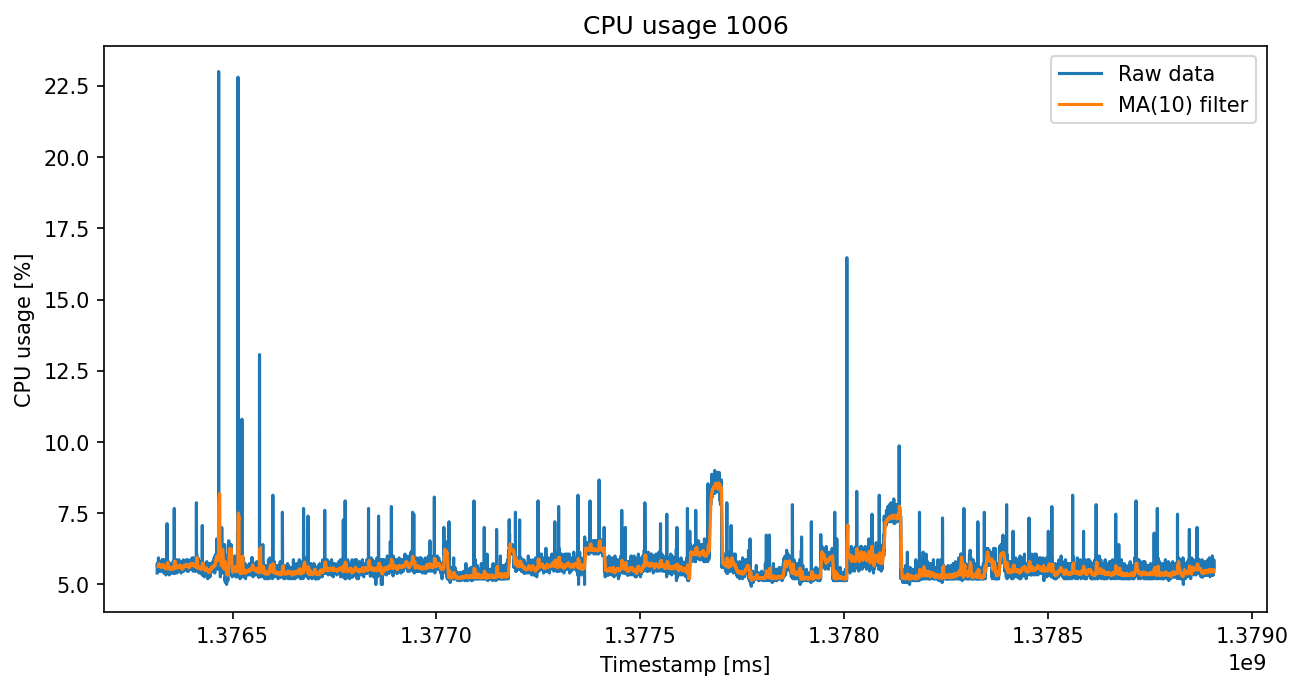 CPU usage 1006
Raw data
MA(10) filter
CPU usage [%]
22.5
20.0
17.5
15.0
12.5
10.0
7.5
5.0
1.3765 1.3770 1.3775 1.3780 1.3785 1.3790
1e9
Timestamp [ms]